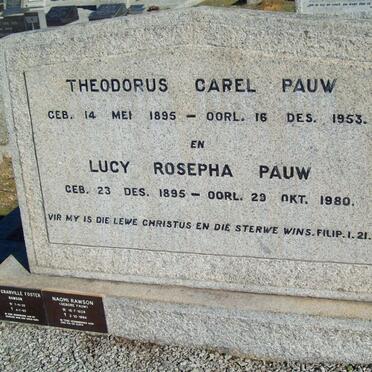 THEODORUS CAREL PAUW
GEB. 14 MEI 1895 — OORL. 16 DES. 1953.
EN
LUCY ROSEPHA PAUW
GEB. 23 DES. 1895 — OORL. 29 OKT. 1980.
VIR MY IS DIE LEWE CHRISTUS EN DIE STERWE WINS. FILIP. 1.21.
GRANVILLE FOSTER
RAWSON
NAOMI RAWSON
(GEBORE PAUW)